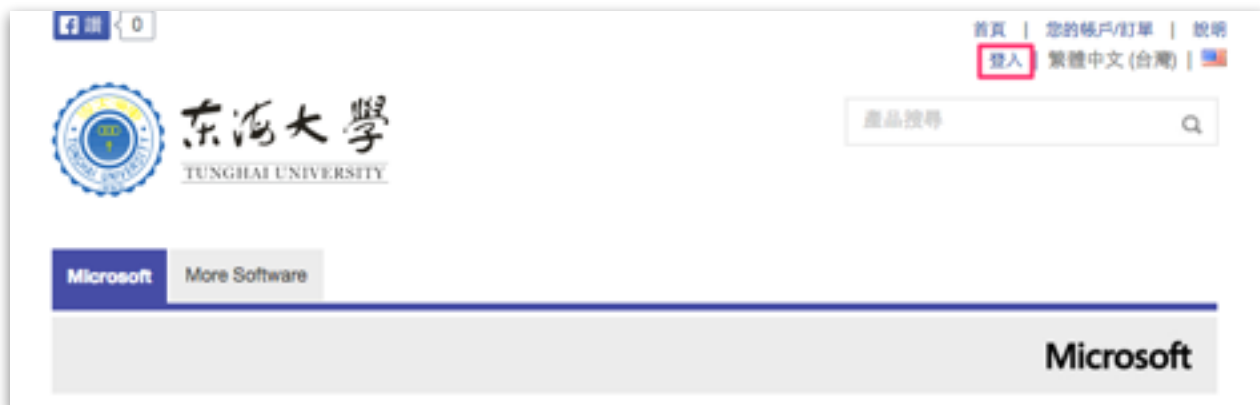 讚 0
首頁 | 您的帳戶/訂單 | 說明
登入 | 繁體中文 (台灣) |
东海大學
TUNGHAI UNIVERSITY
產品搜尋
Microsoft
More Software
Microsoft